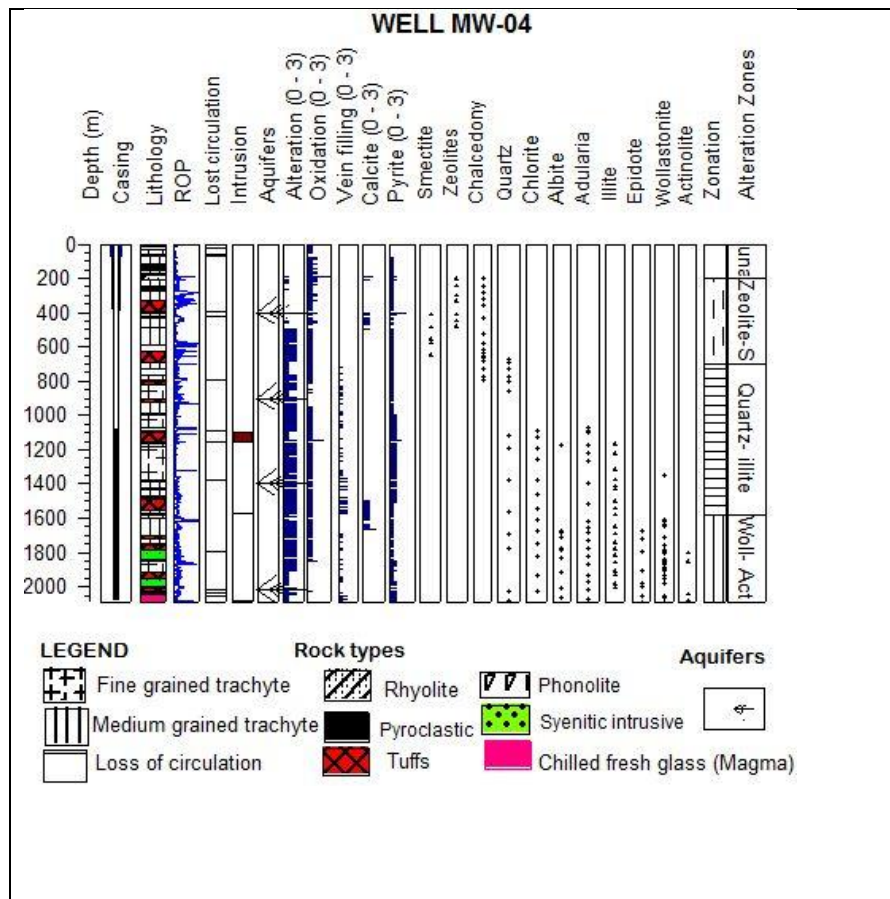 WELL MW-04
Depth (m)
Casing
Lithology
ROP
Lost circulation
Intrusion
Aquifers
Alteration (0 - 3)
Oxidation (0 - 3)
Vein filling (0 - 3)
Calcite (0 - 3)
Pyrite (0 - 3)
Smectite
Zeolites
Chalcedony
Quartz
Chlorite
Albite
Adularia
Illite
Epidote
Wollastonite
Actinolite
Zonation
Alteration Zones
0
200
400
600
800
1000
1200
1400
1600
1800
2000
una
Zeolite-S
Quartz- illite
Woll- Act
LEGEND
Rock types
Aquifers
Fine grained trachyte
Rhyolite
Phonolite
Medium grained trachyte
Pyroclastic
Syenitic intrusive
Loss of circulation
Tuffs
Chilled fresh glass (Magma)